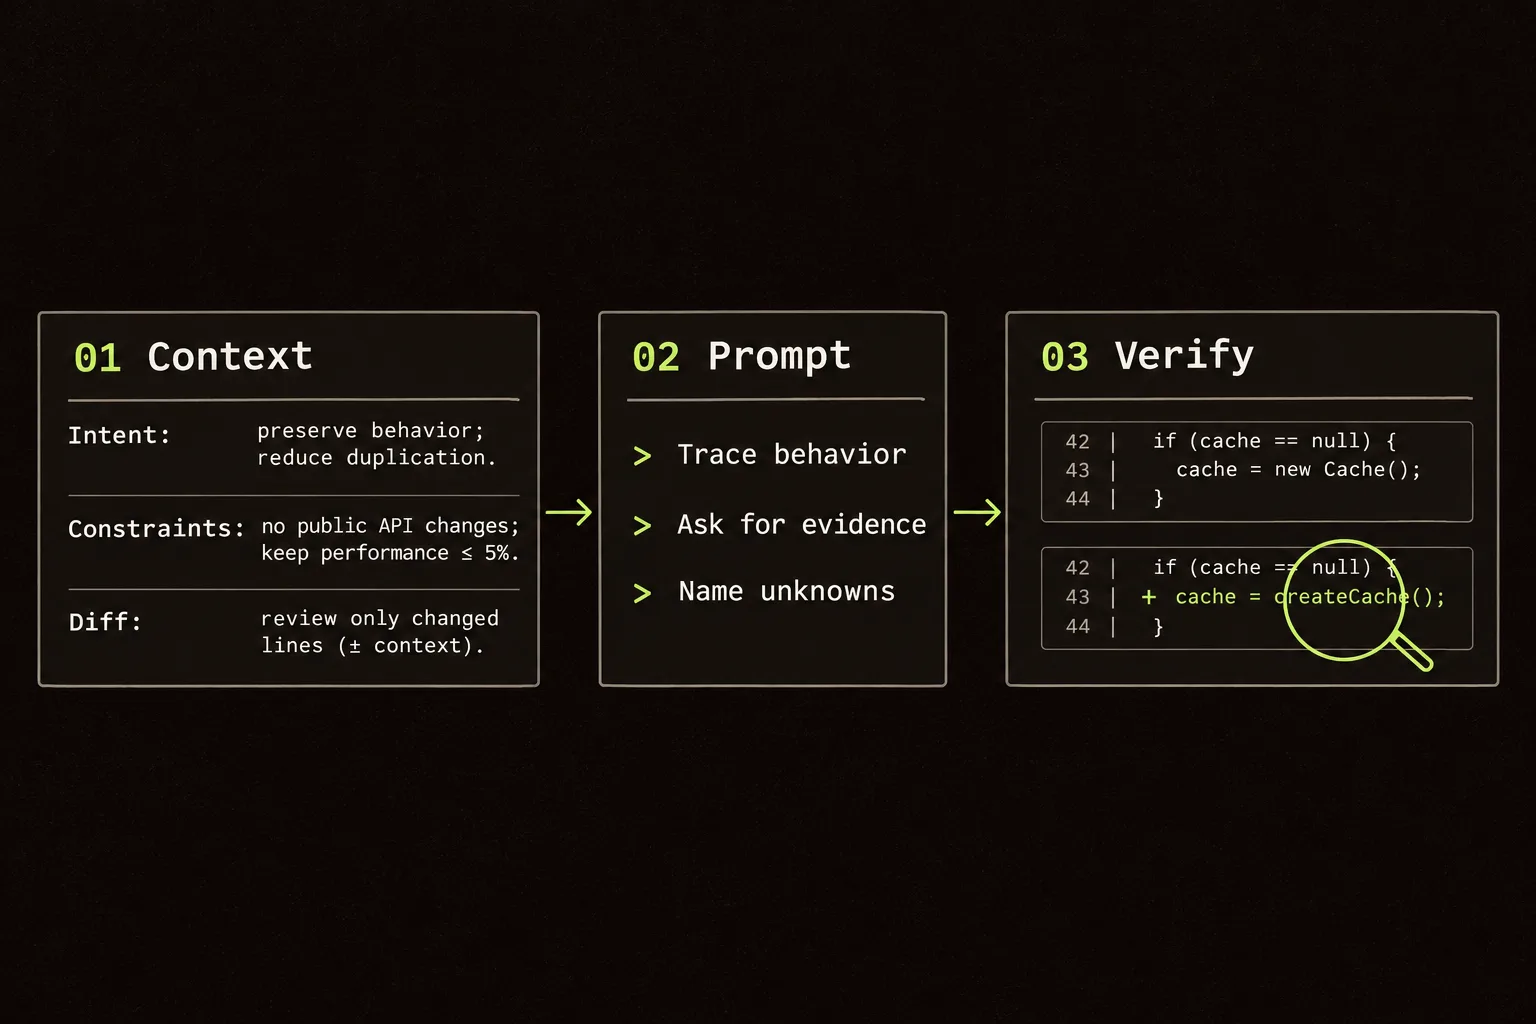 01 Context
Intent: preserve behavior;
reduce duplication.
Constraints: no public API changes;
keep performance ≤ 5%.
Diff: review only changed
lines (± context).
02 Prompt
> Trace behavior
> Ask for evidence
> Name unknowns
03 Verify
42 | if (cache == null) {
43 | cache = new Cache();
44 | }
42 | if (cache == null) {
43 | + cache = createCache();
44 | }